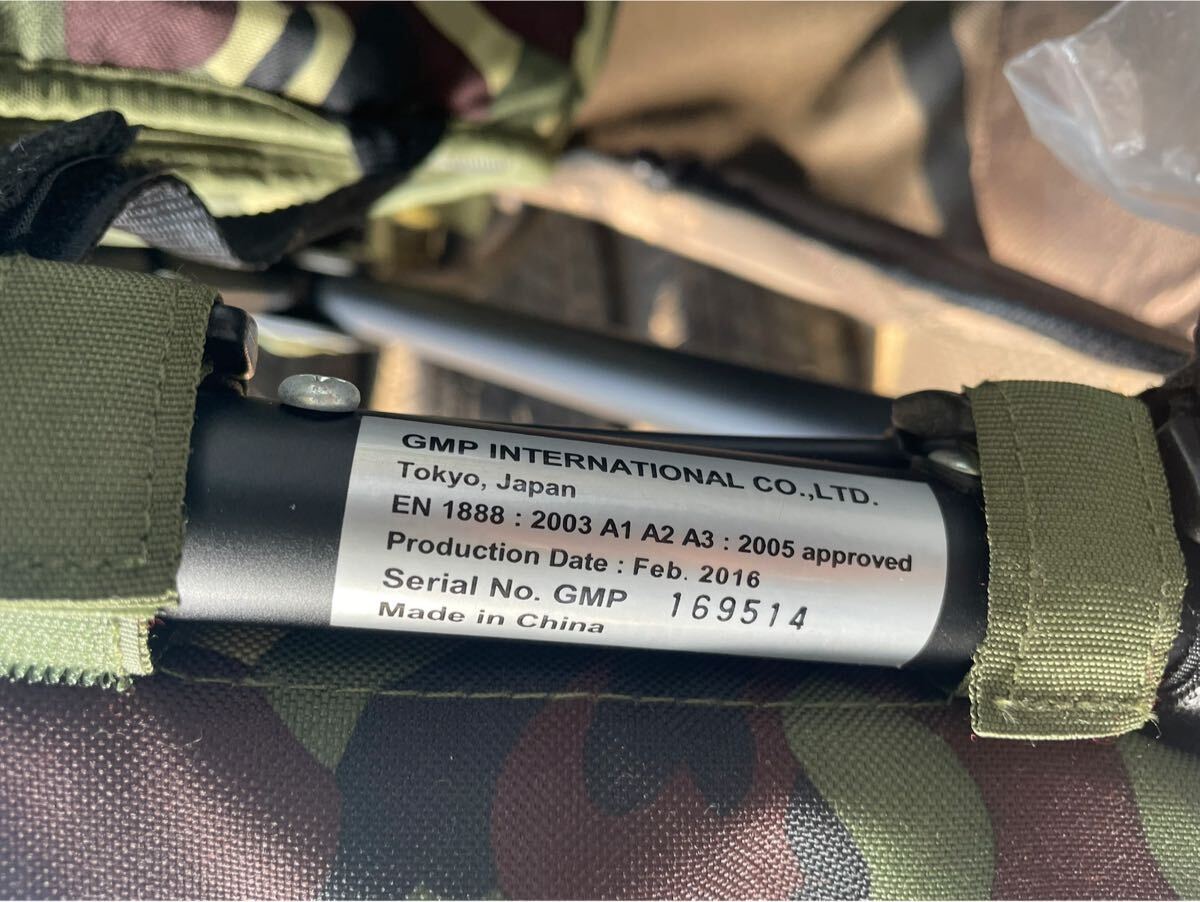 GMP INTERNATIONAL CO.,LTD.
Tokyo, Japan
EN 1888 : 2003 A1 A2 A3 : 2005 approved
Production Date : Feb. 2016
Serial No. GMP 169514
Made in China